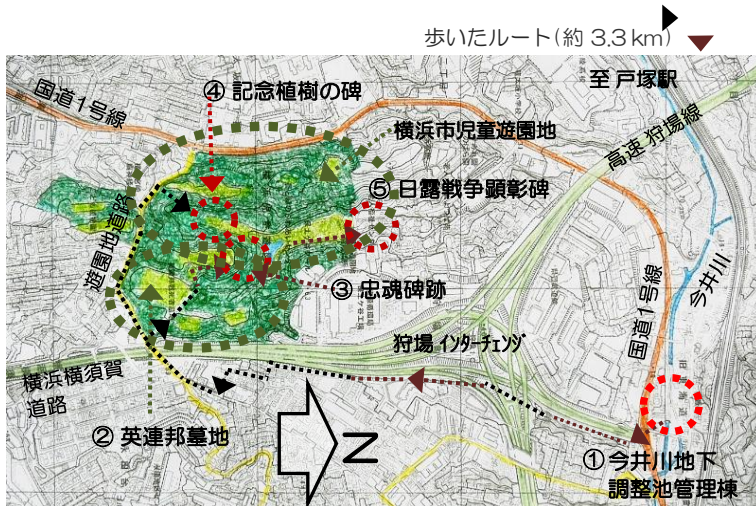 歩いたルート(約 3.3 km)
国道1号線
④ 記念植樹の碑
至 戸塚駅
横浜市児童遊園地
高速 狩場線
⑤ 日露戦争顕彰碑
遊園地道路
今井川
③ 忠魂碑跡
国道1号線
狩場 インターチェンジ
横浜横須賀
道路
② 英連邦墓地
N
① 今井川地下
調整池管理棟